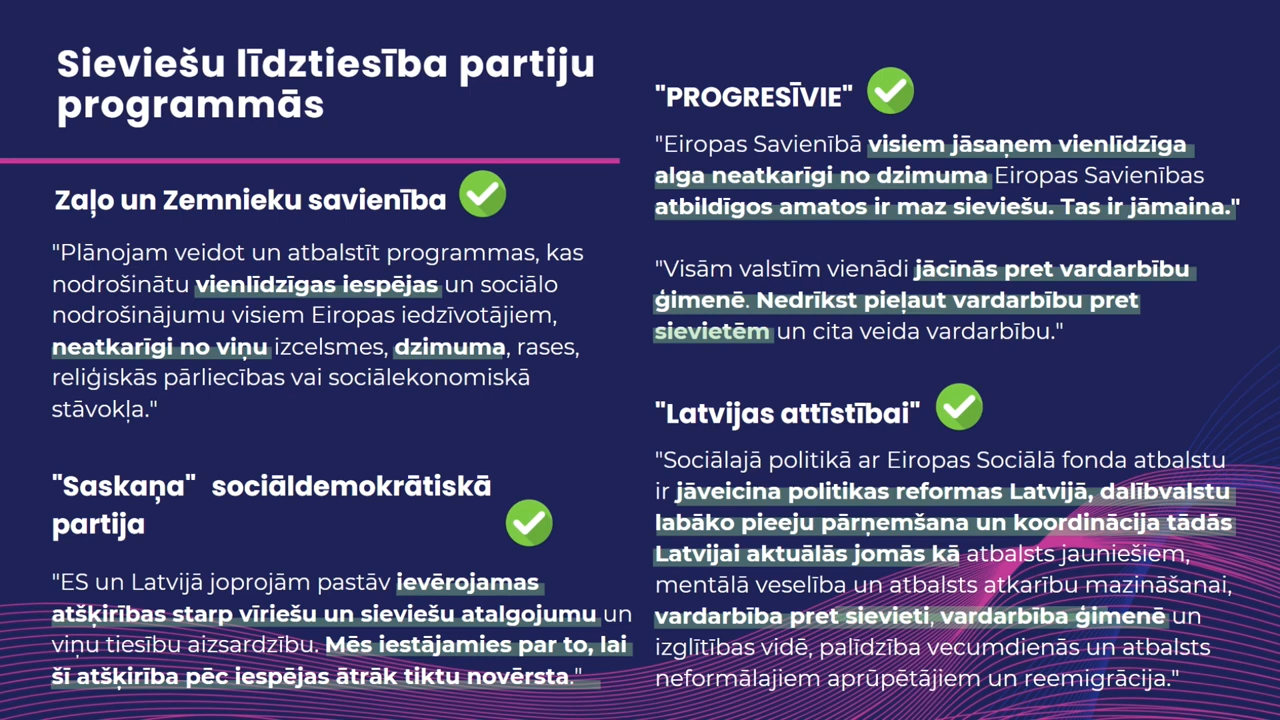 Sieviešu līdztiesība partiju
programmās
Zaļo un Zemnieku savienība
"Plānojam veidot un atbalstīt programmas, kas
nodrošinātu vienlīdzīgas iespējas un sociālo
nodrošinājumu visiem Eiropas iedzīvotājiem,
neatkarīgi no viņu izcelsmes, dzimuma, rases,
reliģiskās pārliecības vai sociālekonomiskā
stāvokļa."
"Saskaņa" sociāldemokrātiskā
partija
"ES un Latvijā joprojām pastāv ievērojamas
atšķirības starp vīriešu un sieviešu atalgojumu un
viņu tiesību aizsardzību. Mēs iestājamies par to, lai
šī atšķirība pēc iespējas ātrāk tiktu novērsta."
"PROGRESĪVIE"
"Eiropas Savienībā visiem jāsaņem vienlīdzīga
alga neatkarīgi no dzimuma Eiropas Savienības
atbildīgos amatos ir maz sieviešu. Tas ir jāmaina."
"Visām valstīm vienādi jācīnās pret vardarbību
ģimenē. Nedrīkst pieļaut vardarbību pret
sievietēm un cita veida vardarbību."
"Latvijas attīstībai"
"Sociālajā politikā ar Eiropas Sociālā fonda atbalstu
ir jāveicina politikas reformas Latvijā, dalībvalstu
labāko pieeju pārņemšana un koordinācija tādās
Latvijai aktuālās jomās kā atbalsts jauniešiem,
mentālā veselība un atbalsts atkarību mazināšanai,
vardarbība pret sievieti, vardarbība ģimenē un
izglītības vidē, palīdzība vecumdienās un atbalsts
neformālajiem aprūpētājiem un reemigrācija."